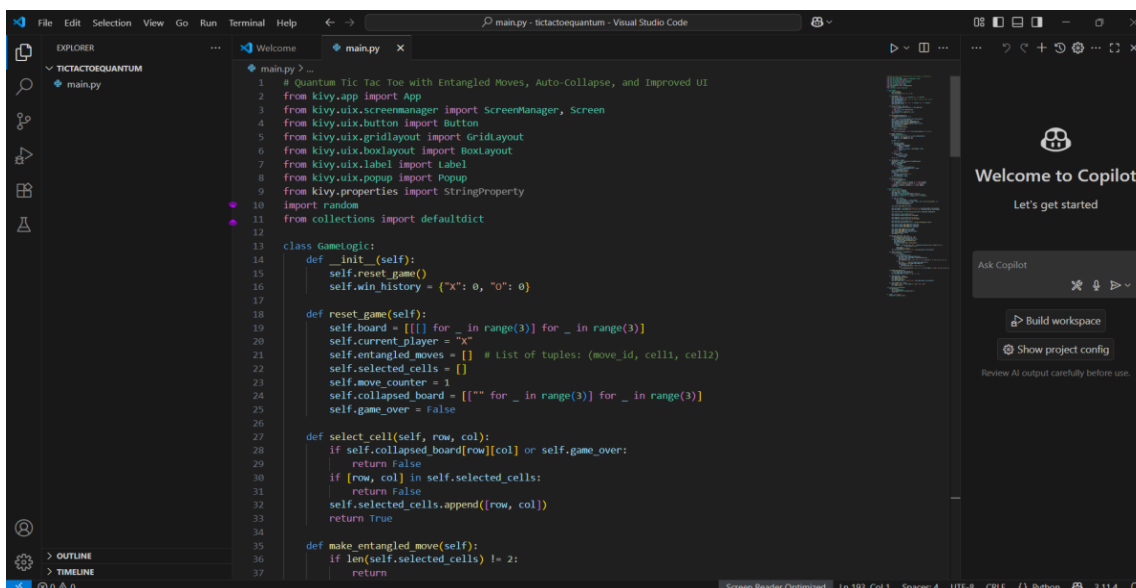 File Edit Selection View Go Run Terminal Help
main.py - tictactoequantum - Visual Studio Code
EXPLORER
TICTACTOEQUANTUM
main.py
OUTLINE
TIMELINE
Welcome
main.py
main.py > ...
1 # Quantum Tic Tac Toe with Entangled Moves, Auto-Collapse, and Improved UI
2 from kivy.app import App
3 from kivy.uix.screenmanager import ScreenManager, Screen
4 from kivy.uix.button import Button
5 from kivy.uix.gridlayout import GridLayout
6 from kivy.uix.boxlayout import BoxLayout
7 from kivy.uix.label import Label
8 from kivy.uix.popup import Popup
9 from kivy.properties import StringProperty
10 import random
11 from collections import defaultdict
12
13 class GameLogic:
14     def __init__(self):
15         self.reset_game()
16         self.win_history = {"X": 0, "O": 0}
17
18     def reset_game(self):
19         self.board = [[[] for _ in range(3)] for _ in range(3)]
20         self.current_player = "X"
21         self.entangled_moves = []  # List of tuples: (move_id, cell1, cell2)
22         self.selected_cells = []
23         self.move_counter = 1
24         self.collapsed_board = [["" for _ in range(3)] for _ in range(3)]
25         self.game_over = False
26
27     def select_cell(self, row, col):
28         if self.collapsed_board[row][col] or self.game_over:
29             return False
30         if [row, col] in self.selected_cells:
31             return False
32         self.selected_cells.append([row, col])
33         return True
34
35     def make_entangled_move(self):
36         if len(self.selected_cells) != 2:
37             return
Welcome to Copilot
Let's get started
Ask Copilot
Build workspace
Show project config
Review AI output carefully before use.
0 0
Screen Reader Optimized Ln 193, Col 1 Spaces: 4 UTF-8 CRLF {} Python 3.11.4